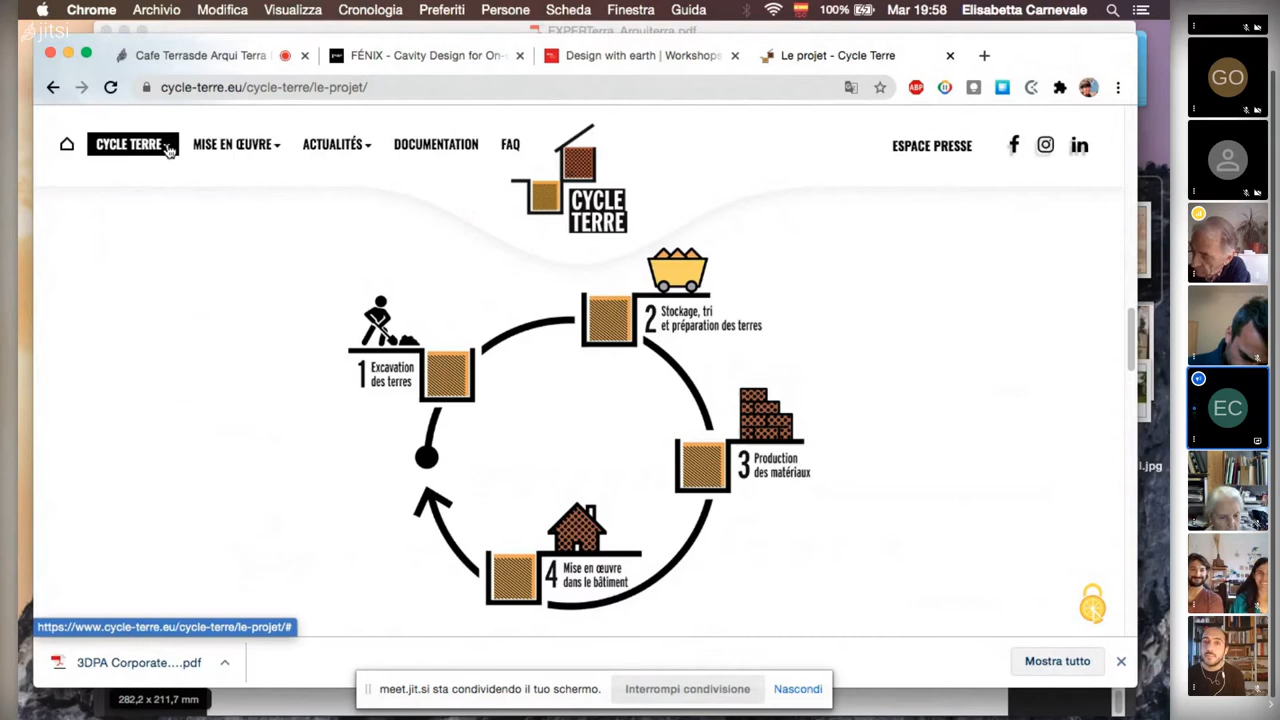 Chrome Archivio Modifica Visualizza Cronologia Preferiti Persone Scheda Finestra Guida 100% Mar 19:58 Elisabetta Carnevale
jitsi
EXPERTerra_Arquiterra.pdf
Cafe Terrasde Arqui Terra
FÉNIX - Cavity Design for On-s
Design with earth | Workshops
Le projet - Cycle Terre
cycle-terre.eu/cycle-terre/le-projet/
ABP
CYCLE TERRE
MISE EN ŒUVRE
ACTUALITÉS
DOCUMENTATION
FAQ
CYCLE
TERRE
ESPACE PRESSE
1 Excavation
des terres
2 Stockage, tri
et préparation des terres
3 Production
des matériaux
4 Mise en œuvre
dans le bâtiment
https://www.cycle-terre.eu/cycle-terre/le-projet/#
3DPA Corporate....pdf
Mostra tutto
meet.jit.si sta condividendo il tuo schermo.
Interrompi condivisione
Nascondi
282,2 x 211,7 mm
i.jpg
GO
EC